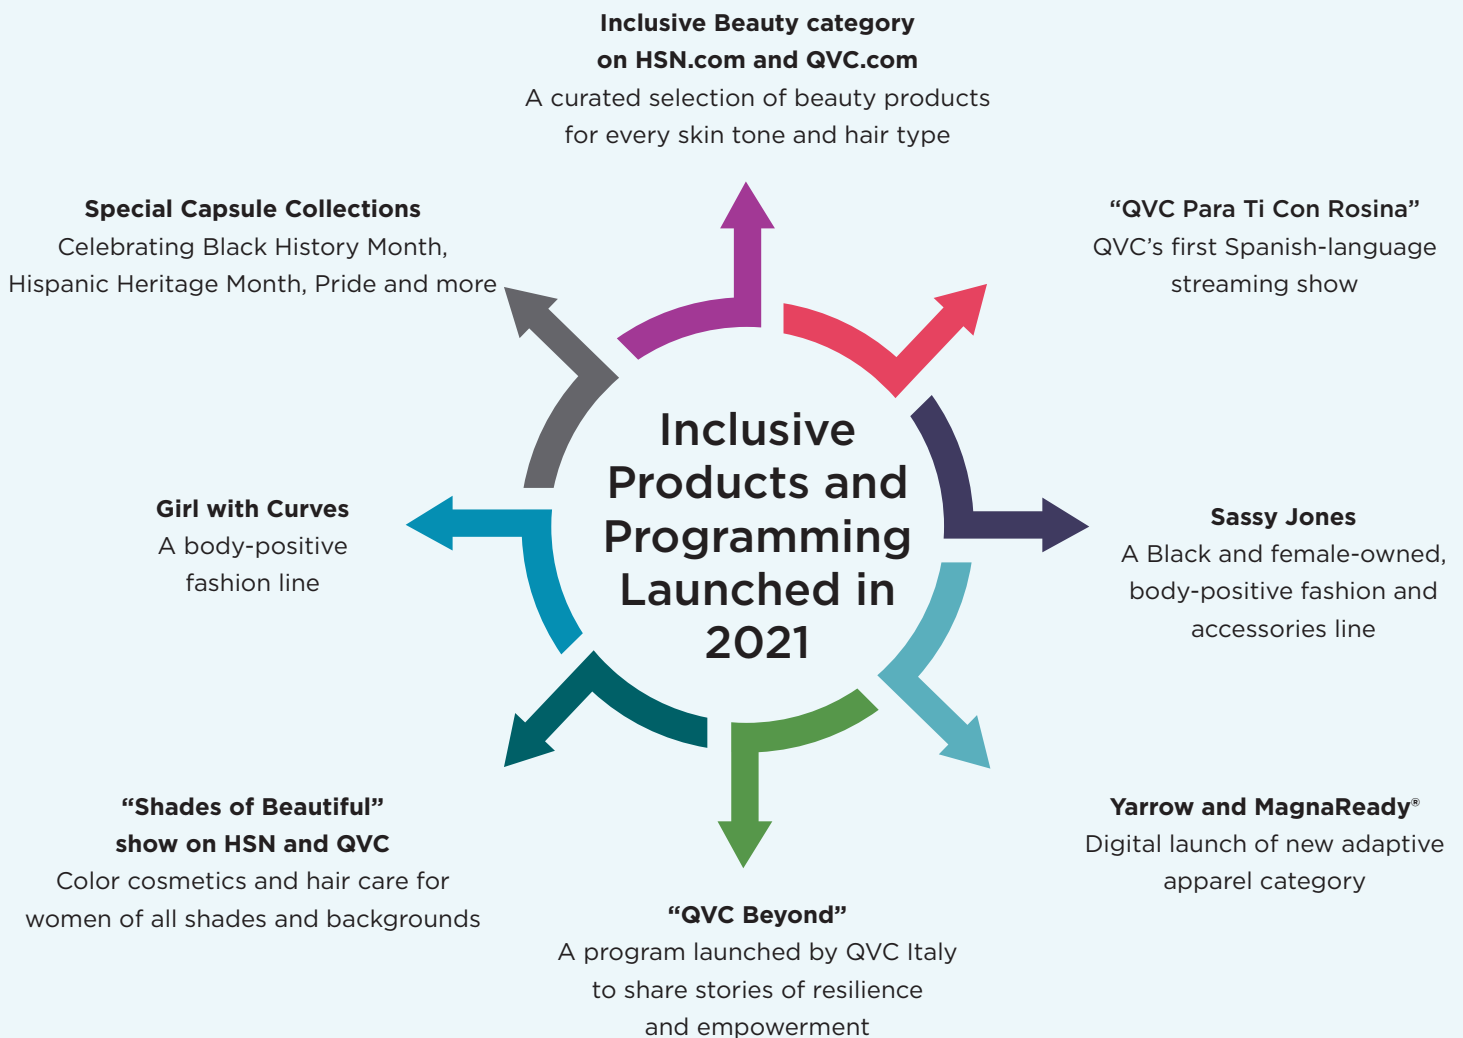 Inclusive Beauty category
on HSN.com and QVC.com
A curated selection of beauty products
for every skin tone and hair type
Special Capsule Collections
Celebrating Black History Month,
Hispanic Heritage Month, Pride and more
“QVC Para Ti Con Rosina”
QVC’s first Spanish-language
streaming show
Inclusive
Products and
Programming
Launched in
2021
Girl with Curves
A body-positive
fashion line
Sassy Jones
A Black and female-owned,
body-positive fashion and
accessories line
“Shades of Beautiful”
show on HSN and QVC
Color cosmetics and hair care for
women of all shades and backgrounds
Yarrow and MagnaReady®
Digital launch of new adaptive
apparel category
“QVC Beyond”
A program launched by QVC Italy
to share stories of resilience
and empowerment